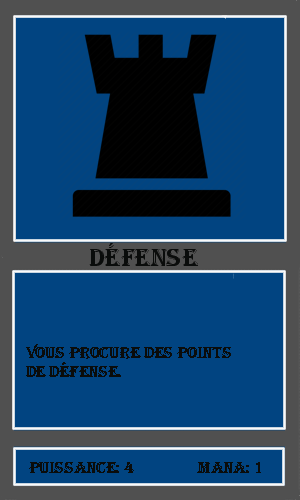 DÉFENSE
VOUS PROCURE DES POINTS
DE DÉFENSE.
PUISSANCE: 4 MANA: 1